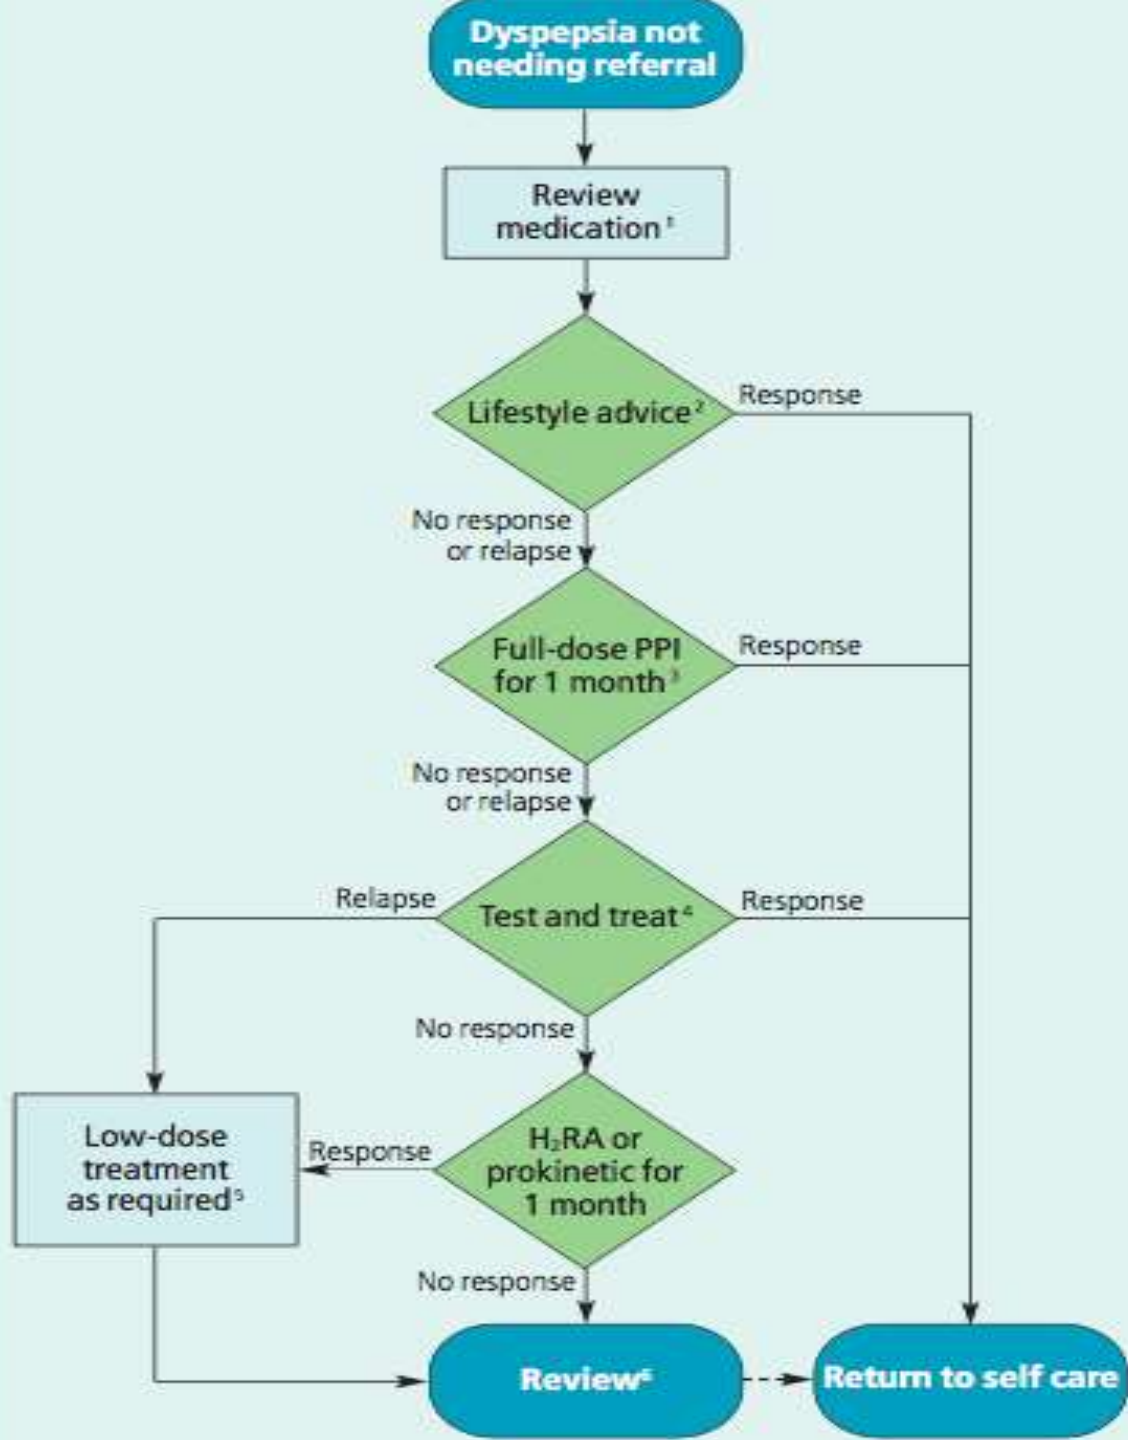 Dyspepsia not
needing referral
Review
medication¹
Lifestyle advice²
Response
No response
or relapse
Full-dose PPI
for 1 month³
Response
No response
or relapse
Relapse
Test and treat⁴
Response
No response
Low-dose
treatment
as required⁵
Response
H₂RA or
prokinetic for
1 month
No response
Review⁶
Return to self care